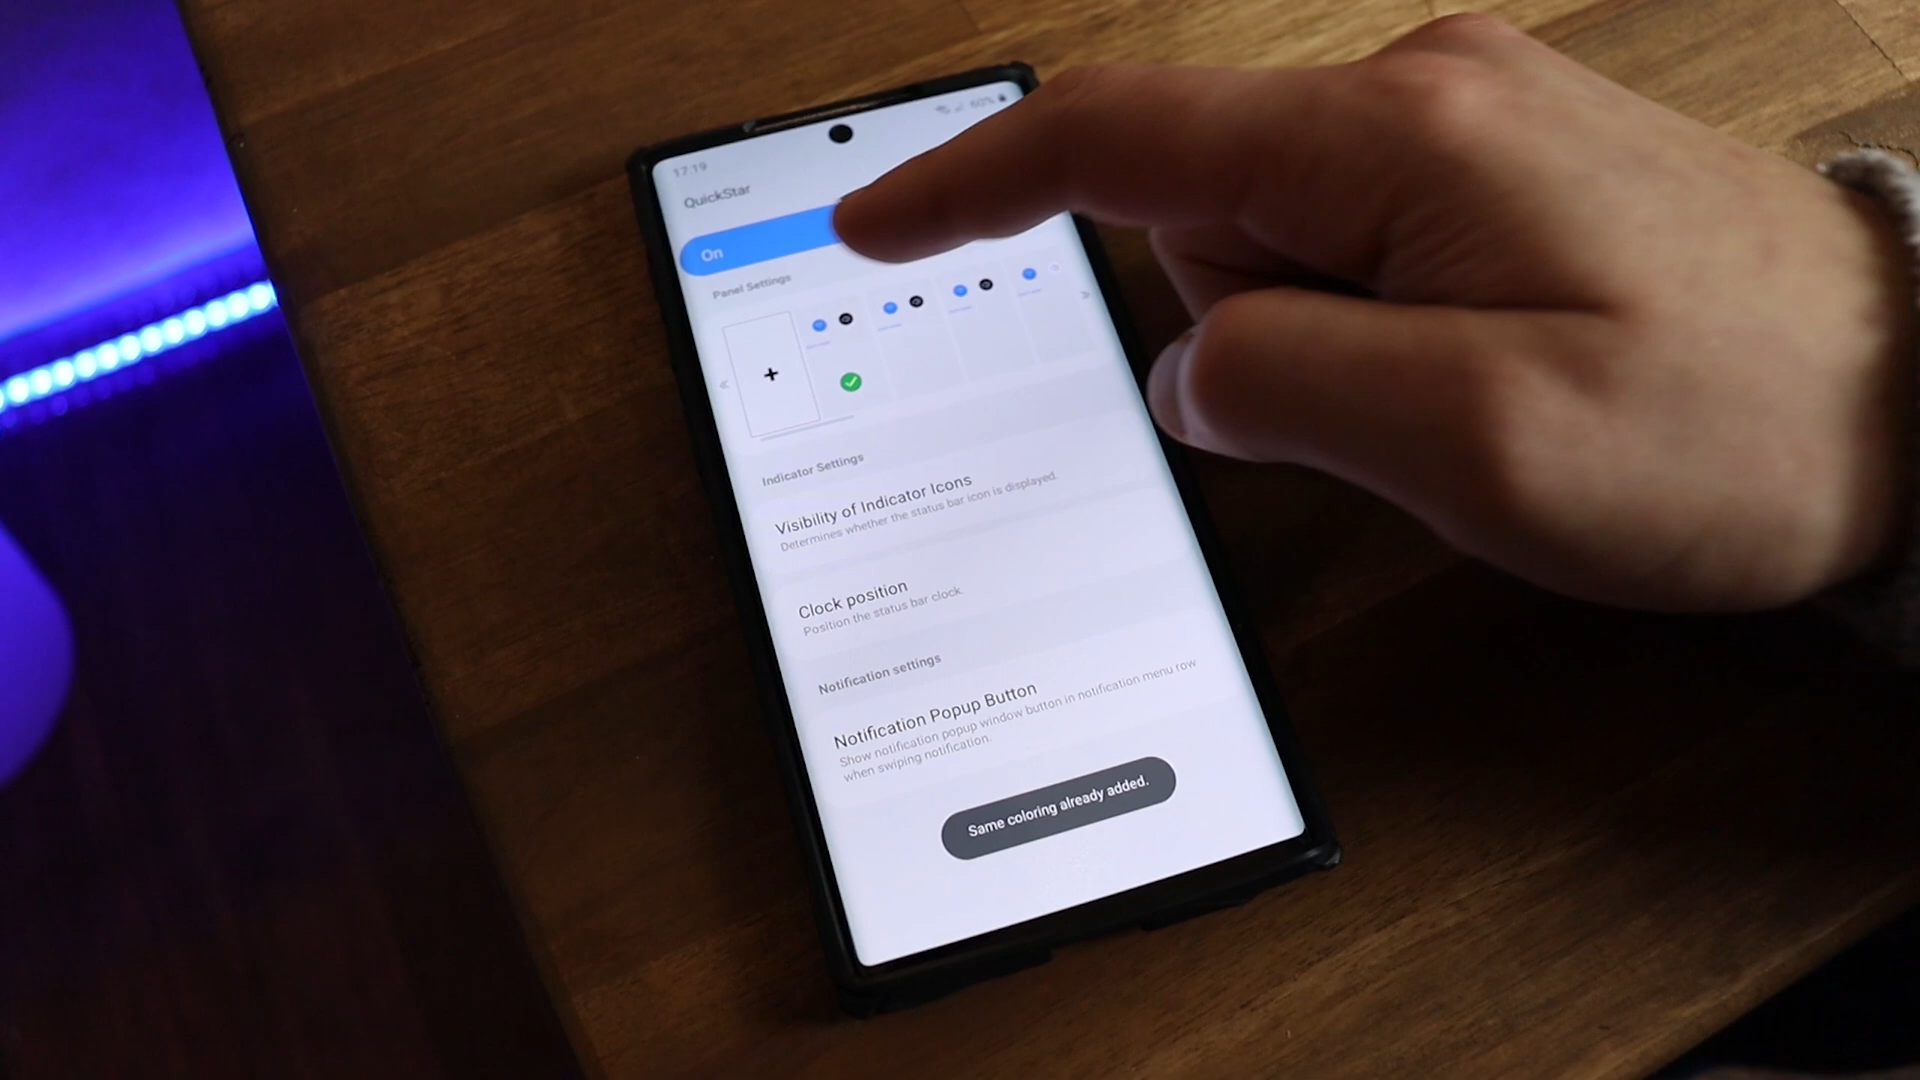 17:19
60%
QuickStar
On
Panel Settings
+
Indicator Settings
Visibility of Indicator Icons
Determines whether the status bar icon is displayed.
Clock position
Position the status bar clock.
Notification settings
Notification Popup Button
Show notification popup window button in notification menu row
when swiping notification.
Same coloring already added.